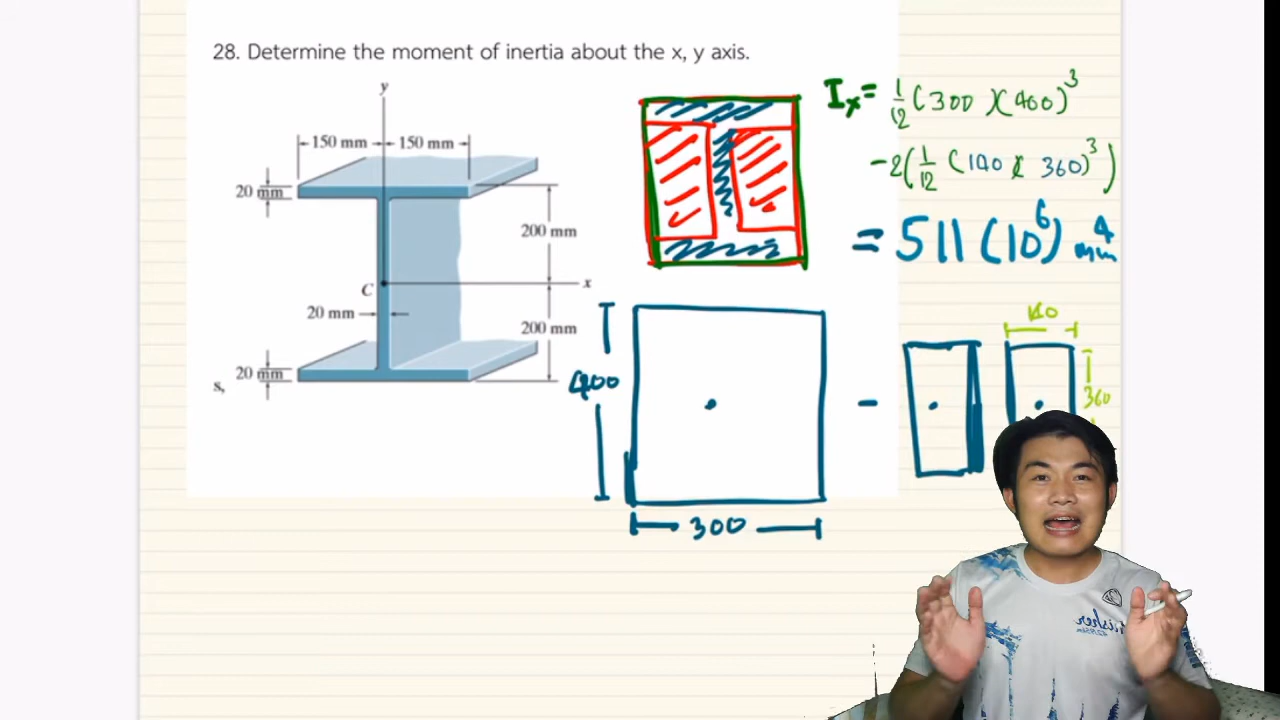 28. Determine the moment of inertia about the x, y axis.
y
150 mm 150 mm
20 mm
200 mm
C x
20 mm
200 mm
20 mm
s,
Ix = 1/12 (300)(400)^3
-2(1/12 (140)(360)^3)
= 511(10^6) mm^4
400
300
-
140
360